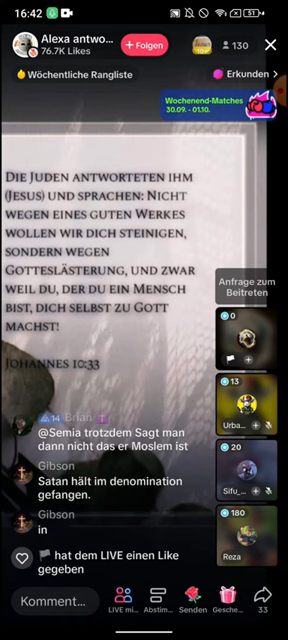 16:42
51
Alexa antwo...
76.7K Likes
+ Folgen
130
Wöchentliche Rangliste
Erkunden >
Wochenend-Matches
30.09. - 01.10.
Die Juden antworteten ihm
(Jesus) und sprachen: Nicht
wegen eines guten Werkes
wollen wir dich steinigen,
sondern wegen
Gotteslästerung, und zwar
weil du, der du ein Mensch
bist, dich selbst zu Gott
machst!
Johannes 10:33
Anfrage zum
Beitreten
0
13
Urba...
20
Sifu_...
180
Reza
14 Brian
@Semia trotzdem Sagt man
dann nicht das er Moslem ist
Gibson
Satan hält im denomination
gefangen.
Gibson
in
hat dem LIVE einen Like
gegeben
Komment...
LIVE mi...
Abstim...
Senden
Gesche...
33